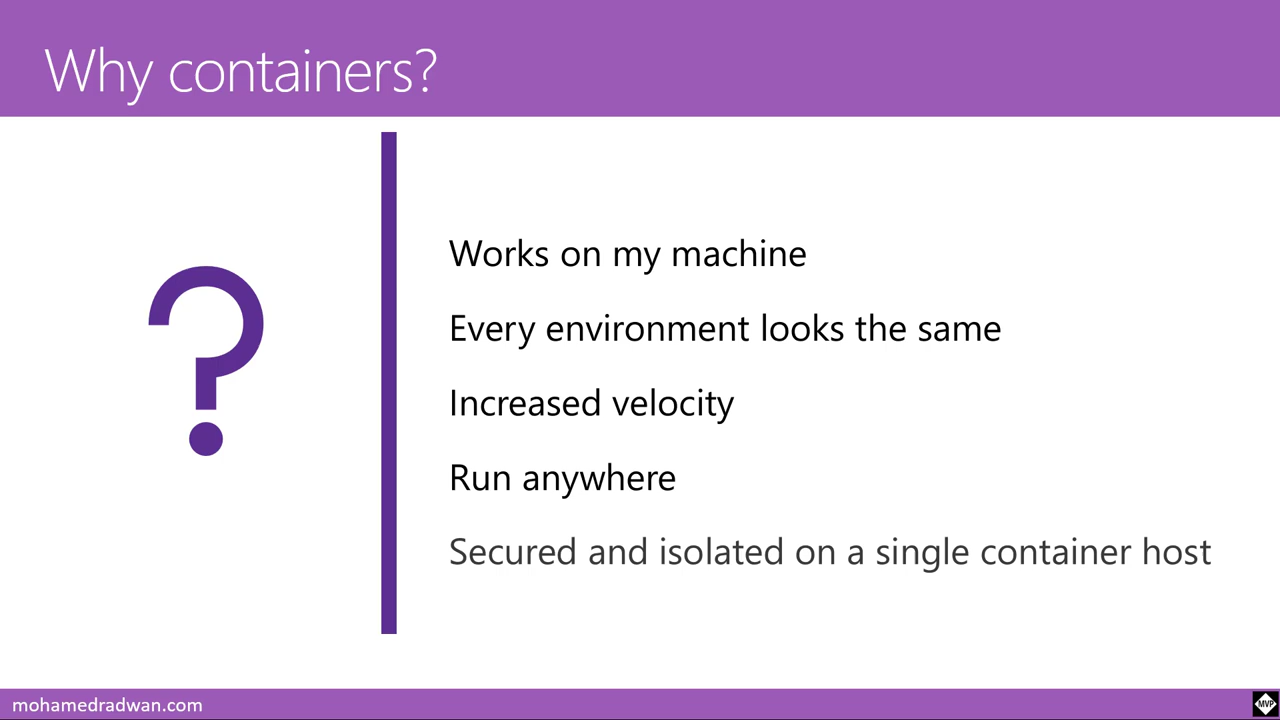 Why containers?
Works on my machine
Every environment looks the same
Increased velocity
Run anywhere
Secured and isolated on a single container host
mohamedradwan.com
MVP